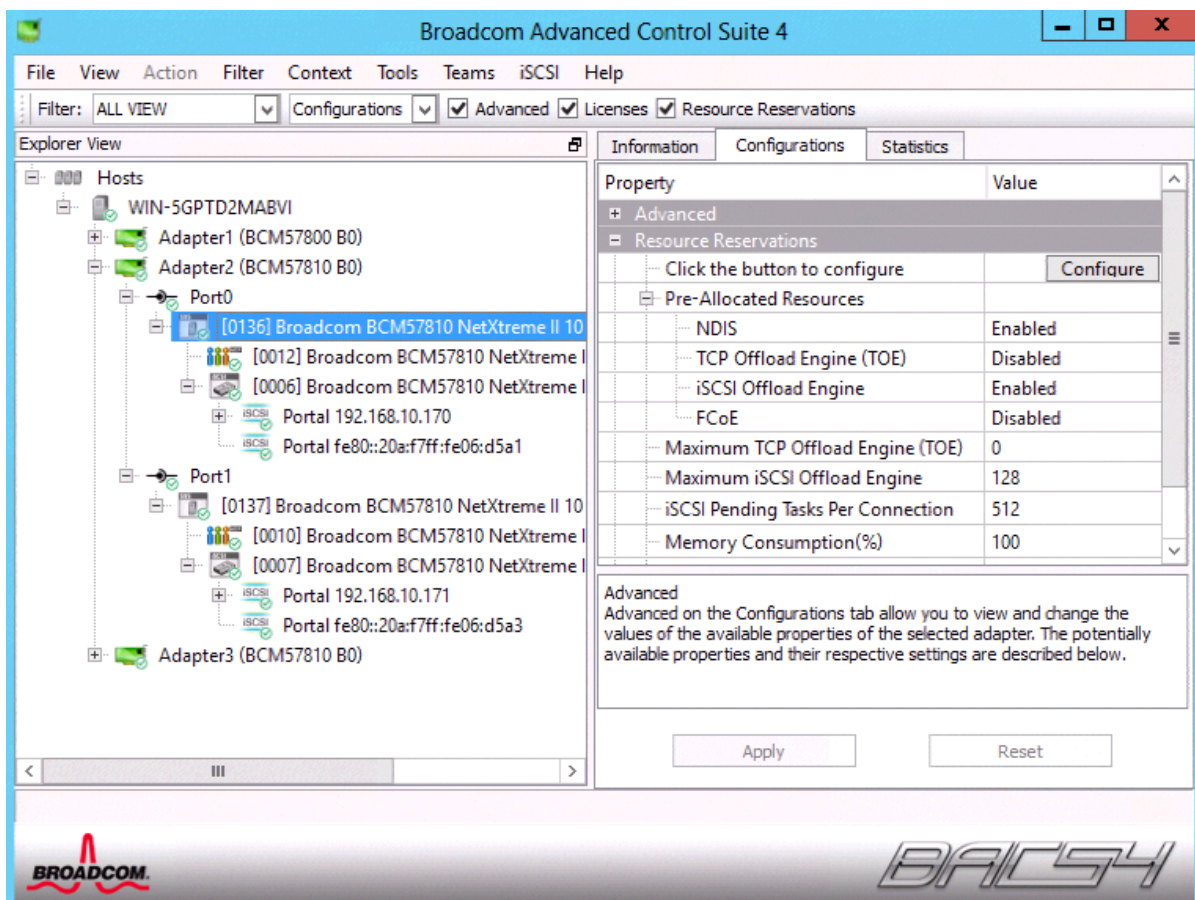 Broadcom Advanced Control Suite 4
File View Action Filter Context Tools Teams iSCSI Help
Filter: ALL VIEW Configurations Advanced Licenses Resource Reservations
Explorer View
Hosts
WIN-5GPTD2MABVI
Adapter1 (BCM57800 B0)
Adapter2 (BCM57810 B0)
Port0
[0136] Broadcom BCM57810 NetXtreme II 10
[0012] Broadcom BCM57810 NetXtreme I
[0006] Broadcom BCM57810 NetXtreme I
iSCSI Portal 192.168.10.170
iSCSI Portal fe80::20a:f7ff:fe06:d5a1
Port1
[0137] Broadcom BCM57810 NetXtreme II 10
[0010] Broadcom BCM57810 NetXtreme I
[0007] Broadcom BCM57810 NetXtreme I
iSCSI Portal 192.168.10.171
iSCSI Portal fe80::20a:f7ff:fe06:d5a3
Adapter3 (BCM57810 B0)
Information Configurations Statistics
Property Value
Advanced
Resource Reservations
Click the button to configure Configure
Pre-Allocated Resources
NDIS Enabled
TCP Offload Engine (TOE) Disabled
iSCSI Offload Engine Enabled
FCoE Disabled
Maximum TCP Offload Engine (TOE) 0
Maximum iSCSI Offload Engine 128
iSCSI Pending Tasks Per Connection 512
Memory Consumption(%) 100
Advanced
Advanced on the Configurations tab allow you to view and change the
values of the available properties of the selected adapter. The potentially
available properties and their respective settings are described below.
Apply Reset
BROADCOM.
BACS4